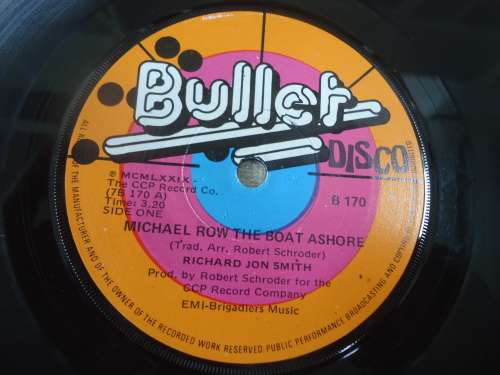 Bullet
DISCO
℗ MCMLXXIX -
The CCP Record Co.
(7B 170 A)
Time: 3.20
SIDE ONE
B 170
MICHAEL ROW THE BOAT ASHORE
(Trad. Arr. Robert Schroder)
RICHARD JON SMITH
Prod. by Robert Schroder for the
CCP Record Company
EMI-Brigadiers Music
OF THE MANUFACTURER AND OF THE OWNER OF THE RECORDED WORK RESERVED PUBLIC PERFORMANCE BROADCASTING AND